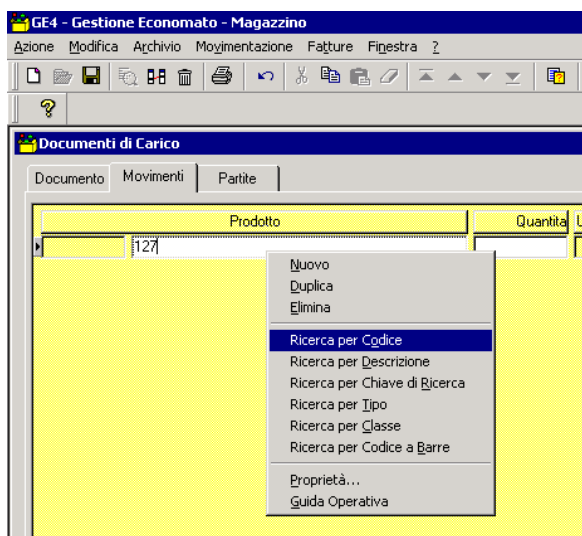 GE4 - Gestione Economato - Magazzino
Azione Modifica Archivio Movimentazione Fatture Finestra ?
Documenti di Carico
Documento Movimenti Partite
Prodotto Quantita U
127
Nuovo
Duplica
Elimina
Ricerca per Codice
Ricerca per Descrizione
Ricerca per Chiave di Ricerca
Ricerca per Tipo
Ricerca per Classe
Ricerca per Codice a Barre
Proprietà...
Guida Operativa